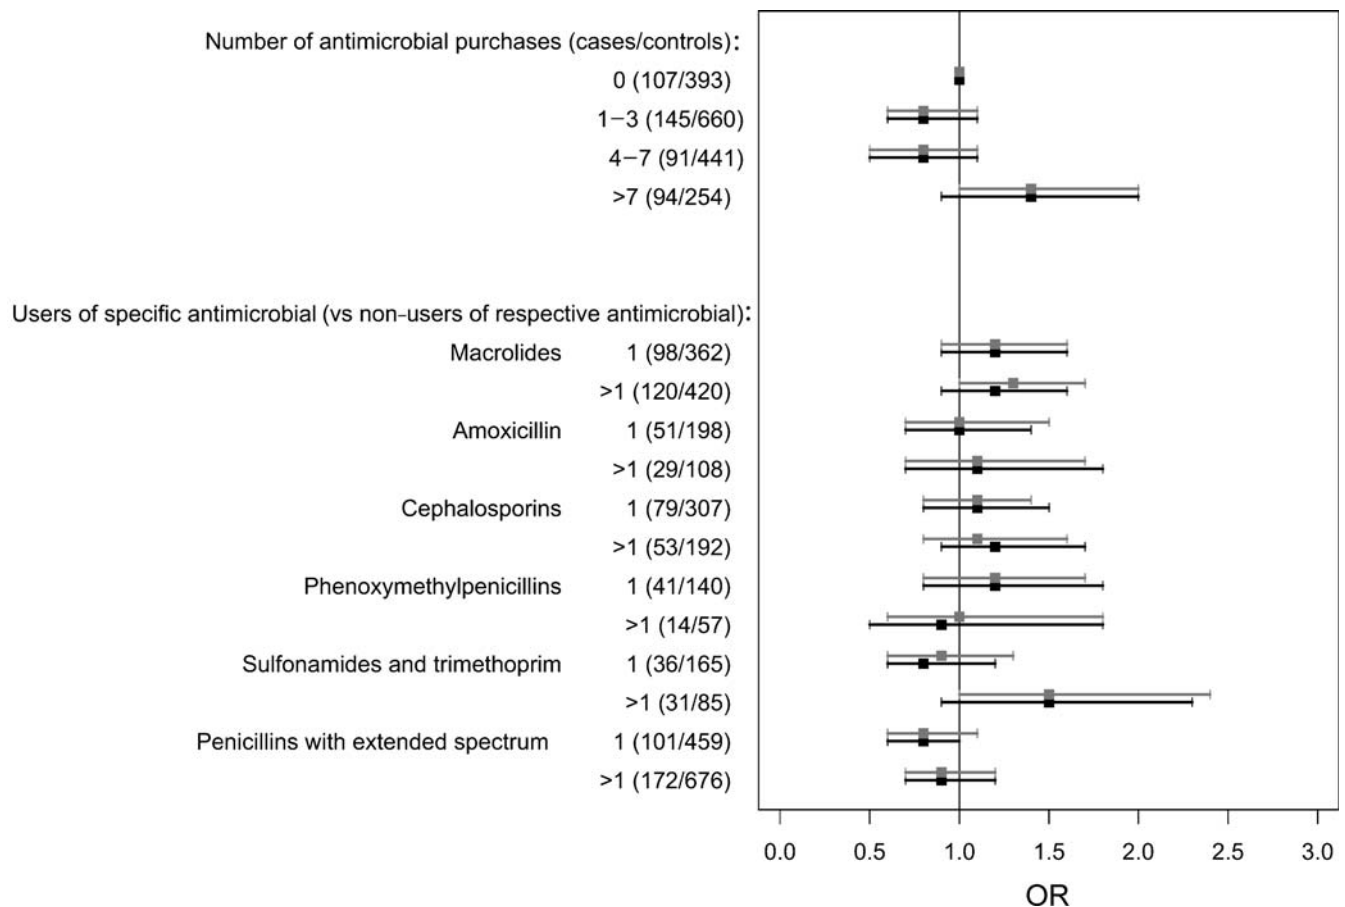 Number of antimicrobial purchases (cases/controls):
0 (107/393)
1−3 (145/660)
4−7 (91/441)
>7 (94/254)
Users of specific antimicrobial (vs non−users of respective antimicrobial):
Macrolides 1 (98/362)
>1 (120/420)
Amoxicillin 1 (51/198)
>1 (29/108)
Cephalosporins 1 (79/307)
>1 (53/192)
Phenoxymethylpenicillins 1 (41/140)
>1 (14/57)
Sulfonamides and trimethoprim 1 (36/165)
>1 (31/85)
Penicillins with extended spectrum 1 (101/459)
>1 (172/676)
0.0 0.5 1.0 1.5 2.0 2.5 3.0
OR